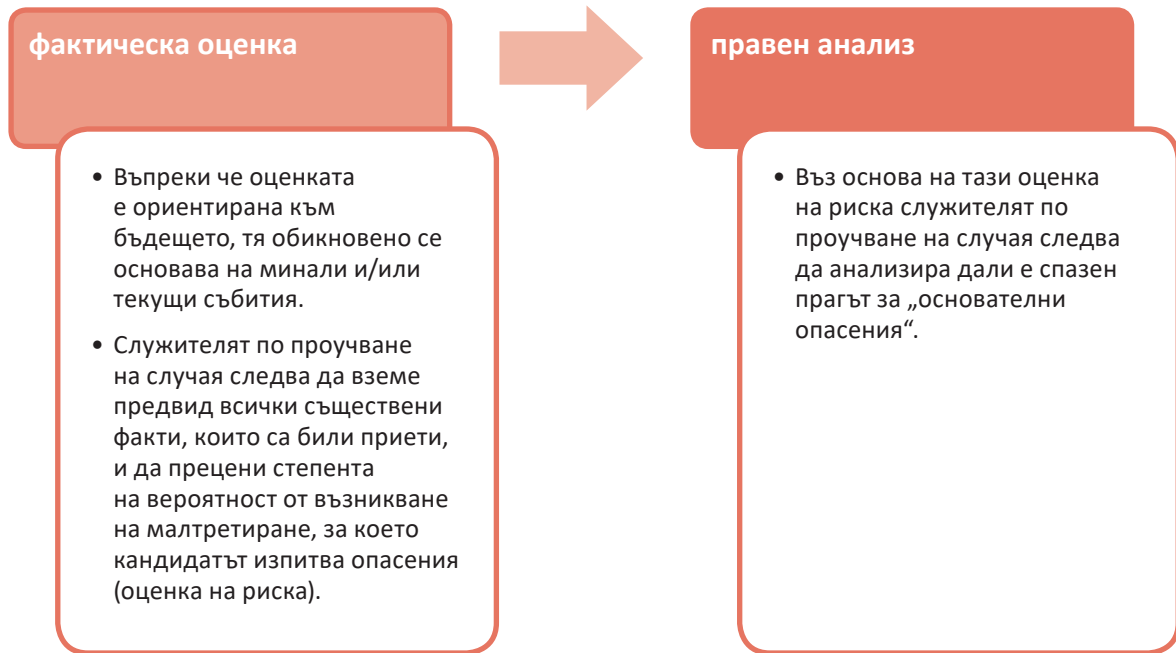 фактическа оценка
• Въпреки че оценката
е ориентирана към
бъдещето, тя обикновено се
основава на минали и/или
текущи събития.
• Служителят по проучване
на случая следва да вземе
предвид всички съществени
факти, които са били приети,
и да прецени степента
на вероятност от възникване
на малтретиране, за което
кандидатът изпитва опасения
(оценка на риска).
правен анализ
• Въз основа на тази оценка
на риска служителят по
проучване на случая следва
да анализира дали е спазен
прагът за „основателни
опасения“.